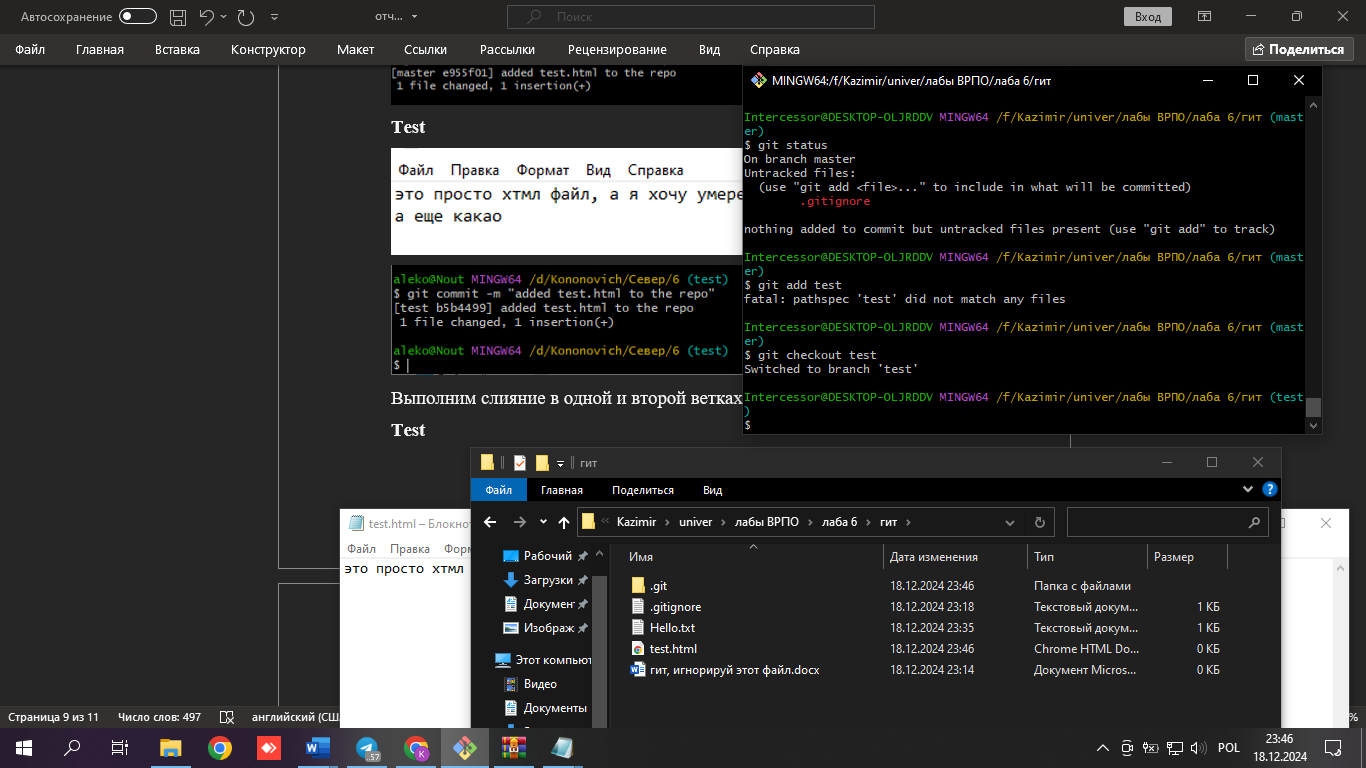 Автосохранение
отч...
Поиск
Вход
Файл Главная Вставка Конструктор Макет Ссылки Рассылки Рецензирование Вид Справка Поделиться
[master e955f01] added test.html to the repo
1 file changed, 1 insertion(+)
Test
Файл Правка Формат Вид Справка
это просто хтмл файл, а я хочу умере
а еще какао
aleko@Nout MINGW64 /d/Kononovich/Север/6 (test)
$ git commit -m "added test.html to the repo"
[test b5b4499] added test.html to the repo
1 file changed, 1 insertion(+)
aleko@Nout MINGW64 /d/Kononovich/Север/6 (test)
$
Выполним слияние в одной и второй ветках
Test
MINGW64:/f/Kazimir/univer/лабы ВРПО/лаба 6/гит
Intercessor@DESKTOP-OLJRDDV MINGW64 /f/Kazimir/univer/лабы ВРПО/лаба 6/гит (mast
er)
$ git status
On branch master
Untracked files:
(use "git add <file>..." to include in what will be committed)
.gitignore
nothing added to commit but untracked files present (use "git add" to track)
Intercessor@DESKTOP-OLJRDDV MINGW64 /f/Kazimir/univer/лабы ВРПО/лаба 6/гит (mast
er)
$ git add test
fatal: pathspec 'test' did not match any files
Intercessor@DESKTOP-OLJRDDV MINGW64 /f/Kazimir/univer/лабы ВРПО/лаба 6/гит (mast
er)
$ git checkout test
Switched to branch 'test'
Intercessor@DESKTOP-OLJRDDV MINGW64 /f/Kazimir/univer/лабы ВРПО/лаба 6/гит (test
)
$
test.html – Блокнот
Файл Правка Форм
это просто хтмл
гит
Файл Главная Поделиться Вид
Kazimir › univer › лабы ВРПО › лаба 6 › гит ›
Рабочий
Загрузки
Докумен
Изображ
Этот компьют
Видео
Документы
Имя Дата изменения Тип Размер
.git 18.12.2024 23:46 Папка с файлами
.gitignore 18.12.2024 23:18 Текстовый докум... 1 КБ
Hello.txt 18.12.2024 23:35 Текстовый докум... 1 КБ
test.html 18.12.2024 23:46 Chrome HTML Do... 0 КБ
гит, игнорируй этот файл.docx 18.12.2024 23:14 Документ Micros... 0 КБ
Страница 9 из 11 Число слов: 497 английский (США %
57
K
POL
23:46
18.12.2024